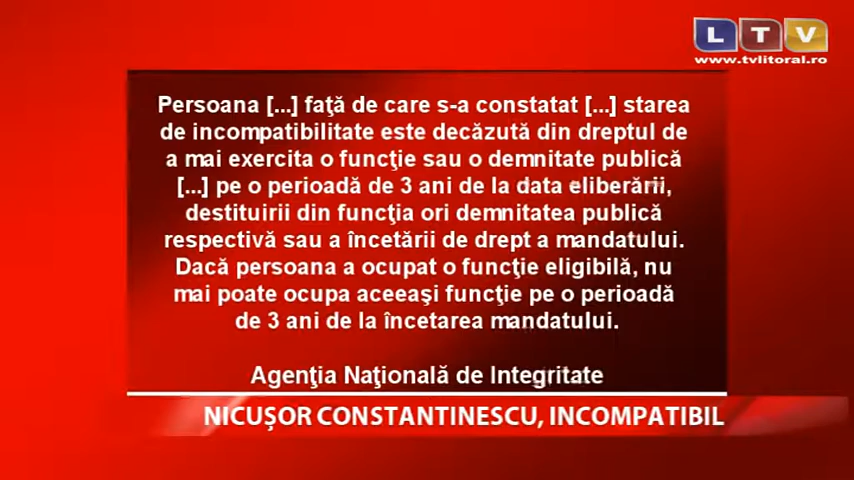 LTV
www.tvlitoral.ro
Persoana [...] faţă de care s-a constatat [...] starea
de incompatibilitate este decăzută din dreptul de
a mai exercita o funcţie sau o demnitate publică
[...] pe o perioadă de 3 ani de la data eliberării,
destituirii din funcţia ori demnitatea publică
respectivă sau a încetării de drept a mandatului.
Dacă persoana a ocupat o funcţie eligibilă, nu
mai poate ocupa aceeaşi funcţie pe o perioadă
de 3 ani de la încetarea mandatului.
Agenţia Naţională de Integritate
NICUȘOR CONSTANTINESCU, INCOMPATIBIL